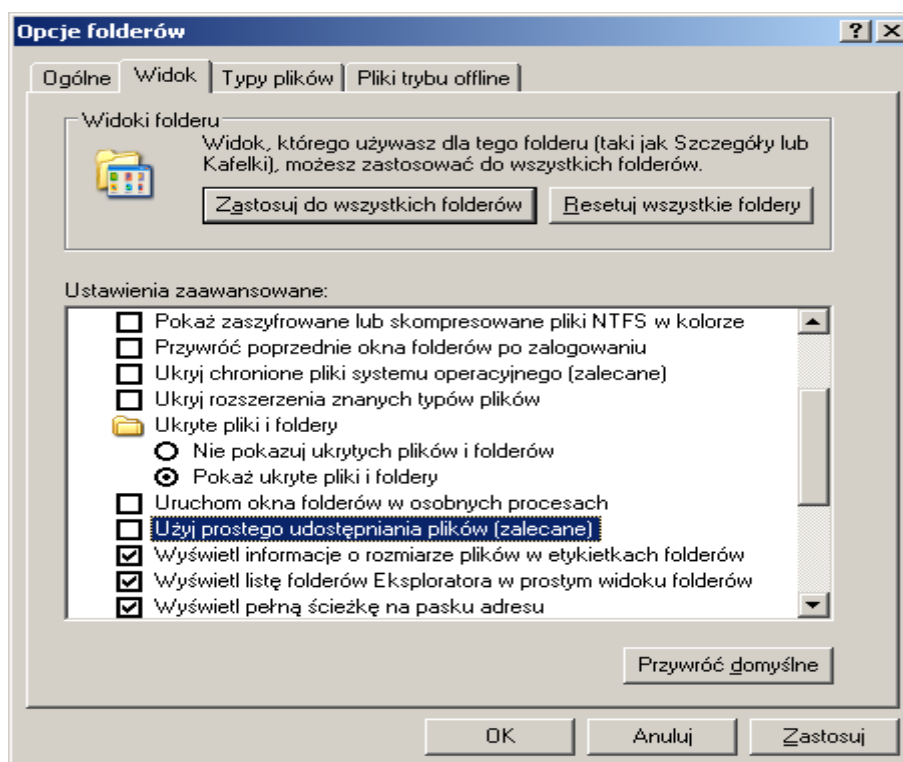 Opcje folderów
Ogólne Widok Typy plików Pliki trybu offline
Widoki folderu
Widok, którego używasz dla tego folderu (taki jak Szczegóły lub
Kafelki), możesz zastosować do wszystkich folderów.
Zastosuj do wszystkich folderów Resetuj wszystkie foldery
Ustawienia zaawansowane:
Pokaż zaszyfrowane lub skompresowane pliki NTFS w kolorze
Przywróć poprzednie okna folderów po zalogowaniu
Ukryj chronione pliki systemu operacyjnego (zalecane)
Ukryj rozszerzenia znanych typów plików
Ukryte pliki i foldery
Nie pokazuj ukrytych plików i folderów
Pokaż ukryte pliki i foldery
Uruchom okna folderów w osobnych procesach
Użyj prostego udostępniania plików (zalecane)
Wyświetl informacje o rozmiarze plików w etykietkach folderów
Wyświetl listę folderów Eksploratora w prostym widoku folderów
Wyświetl pełną ścieżkę na pasku adresu
Przywróć domyślne
OK Anuluj Zastosuj